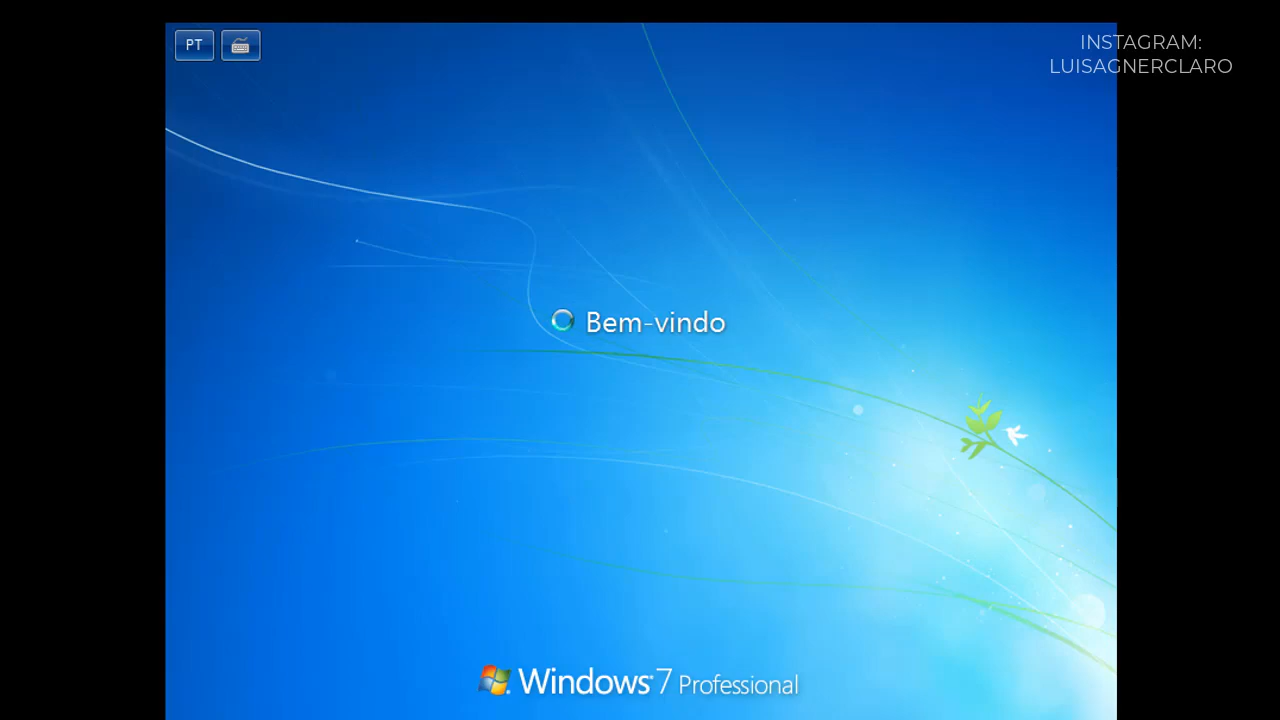 PT
INSTAGRAM:
LUISAGNERCLARO
Bem-vindo
Windows 7 Professional